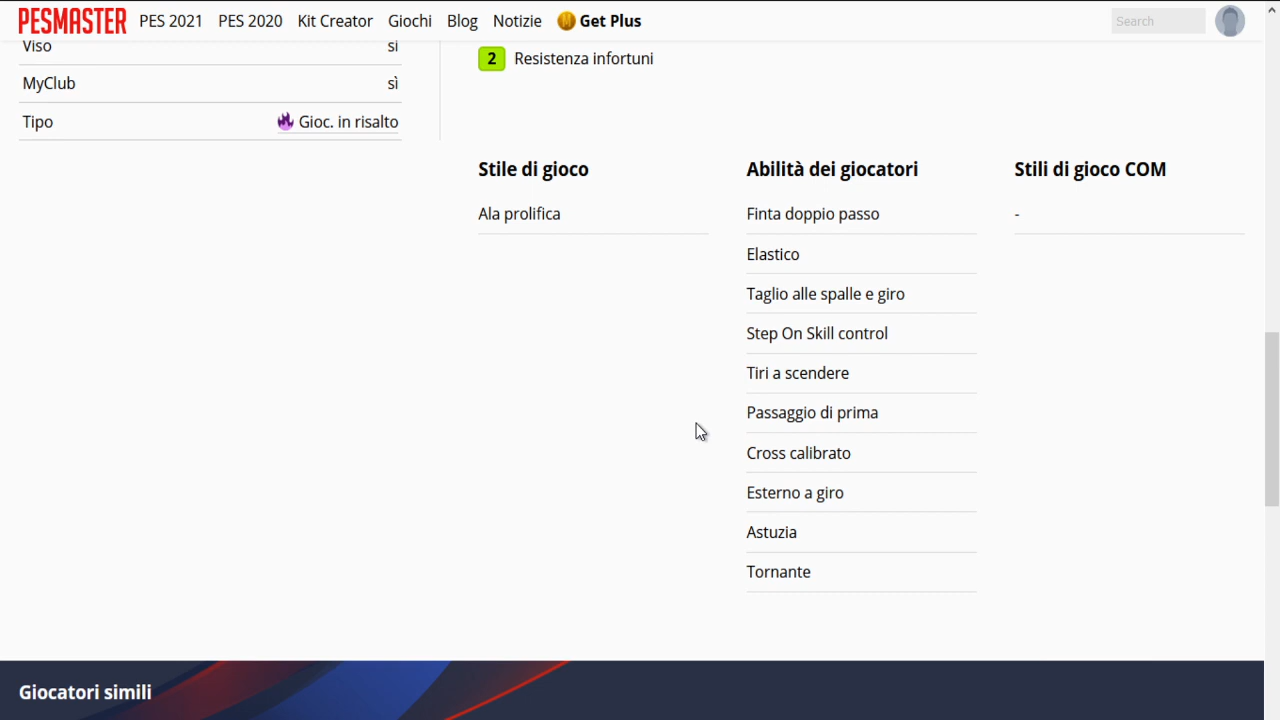 PESMASTER PES 2021 PES 2020 Kit Creator Giochi Blog Notizie Get Plus Search
Viso sì
MyClub sì
Tipo Gioc. in risalto
2 Resistenza infortuni
Stile di gioco
Ala prolifica
Abilità dei giocatori
Finta doppio passo
Elastico
Taglio alle spalle e giro
Step On Skill control
Tiri a scendere
Passaggio di prima
Cross calibrato
Esterno a giro
Astuzia
Tornante
Stili di gioco COM
-
Giocatori simili